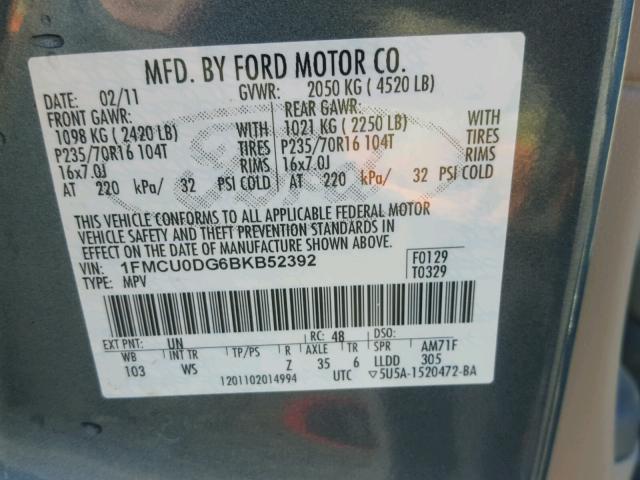 MFD. BY FORD MOTOR CO.
DATE: 02/11 GVWR: 2050 KG ( 4520 LB)
FRONT GAWR: REAR GAWR:
1098 KG ( 2420 LB) WITH 1021 KG ( 2250 LB) WITH
P235/70R16 104T TIRES P235/70R16 104T TIRES
16x7.0J RIMS 16x7.0J RIMS
AT 220 kPa/ 32 PSI COLD AT 220 kPa/ 32 PSI COLD
THIS VEHICLE CONFORMS TO ALL APPLICABLE FEDERAL MOTOR
VEHICLE SAFETY AND THEFT PREVENTION STANDARDS IN
EFFECT ON THE DATE OF MANUFACTURE SHOWN ABOVE.
VIN: 1FMCU0DG6BKB52392 F0129
TYPE: MPV T0329
EXT PNT: UN RC: 48 DSO:
WB INT TR TP/PS R AXLE TR SPR AM71F
103 WS Z 35 6 LLDD 305
1201102014994 UTC ▽5U5A-1520472-BA
Ford